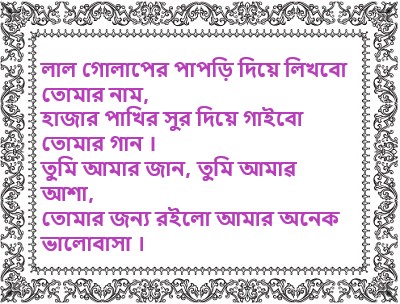 লাল গোলাপের পাপড়ি দিয়ে লিখবো
তোমার নাম,
হাজার পাখির সুর দিয়ে গাইবো
তোমার গান ।
তুমি আমার জান, তুমি আমার
আশা,
তোমার জন্য রইলো আমার অনেক
ভালোবাসা ।